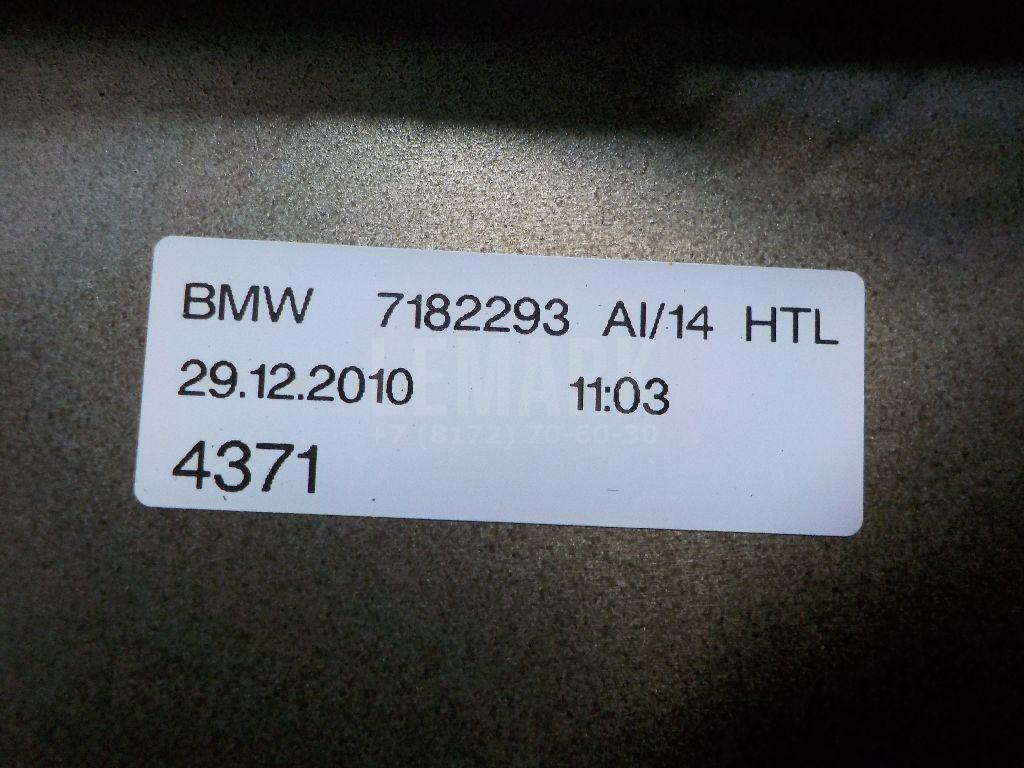 BMW 7182293 AI/14 HTL
29.12.2010 11:03
LEMARK
+7 (8172) 70-60-30
4371